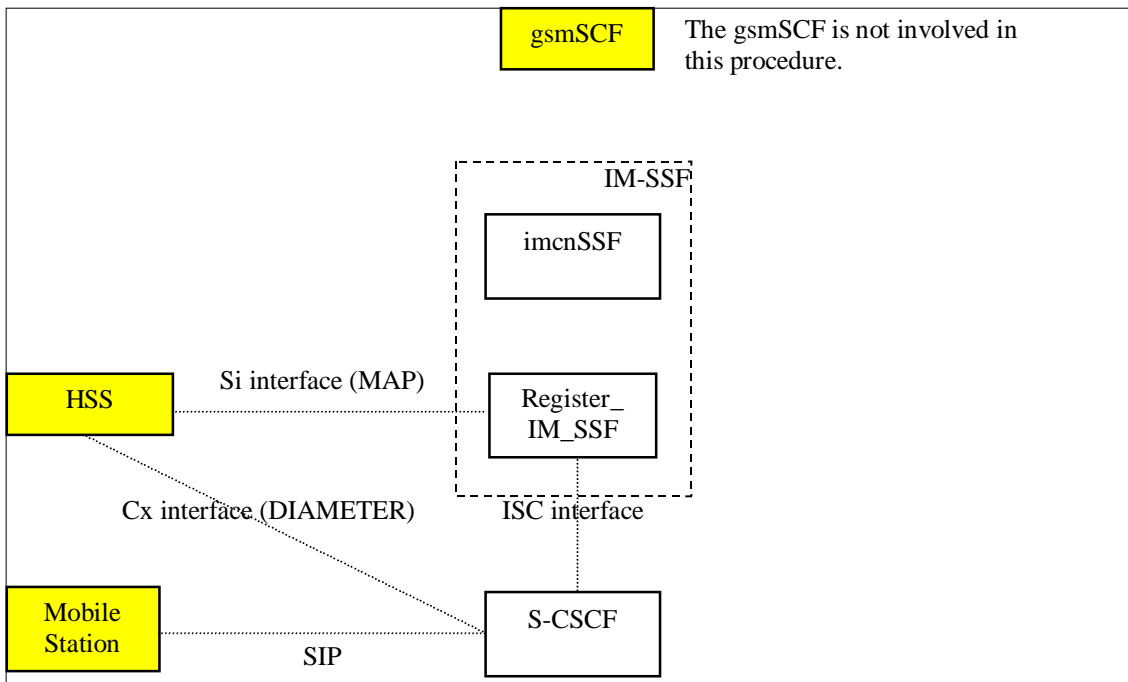 gsmSCF
The gsmSCF is not involved in
this procedure.
IM-SSF
imcnSSF
Si interface (MAP)
HSS
Register_
IM_SSF
Cx interface (DIAMETER)
ISC interface
Mobile
Station
S-CSCF
SIP